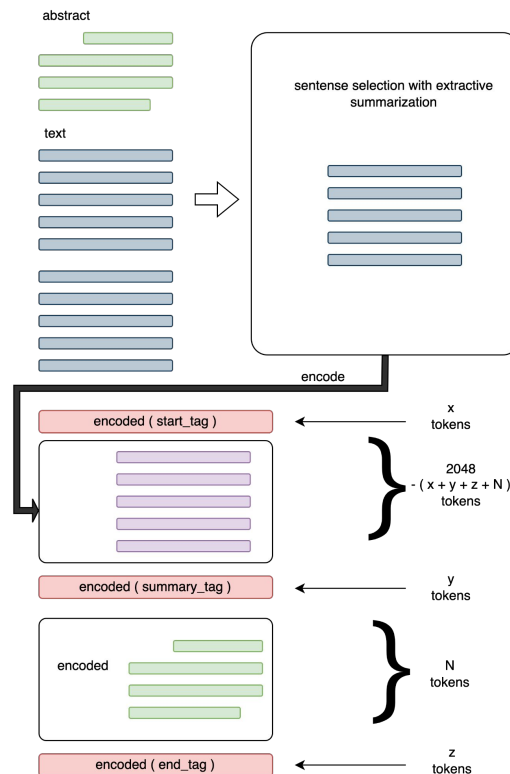 abstract
sentense selection with extractive
summarization
text
encode
encoded ( start_tag )
x
tokens
2048
- ( x + y + z + N )
tokens
encoded ( summary_tag )
y
tokens
encoded
N
tokens
encoded ( end_tag )
z
tokens